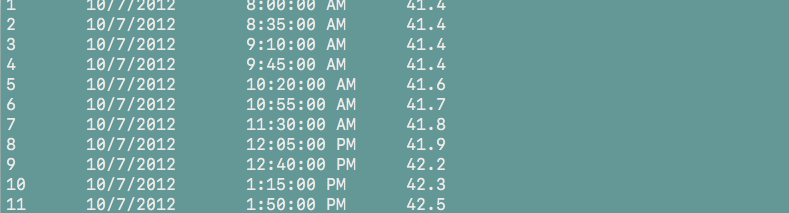 1 10/7/2012 8:00:00 AM 41.4
2 10/7/2012 8:35:00 AM 41.4
3 10/7/2012 9:10:00 AM 41.4
4 10/7/2012 9:45:00 AM 41.4
5 10/7/2012 10:20:00 AM 41.6
6 10/7/2012 10:55:00 AM 41.7
7 10/7/2012 11:30:00 AM 41.8
8 10/7/2012 12:05:00 PM 41.9
9 10/7/2012 12:40:00 PM 42.2
10 10/7/2012 1:15:00 PM 42.3
11 10/7/2012 1:50:00 PM 42.5